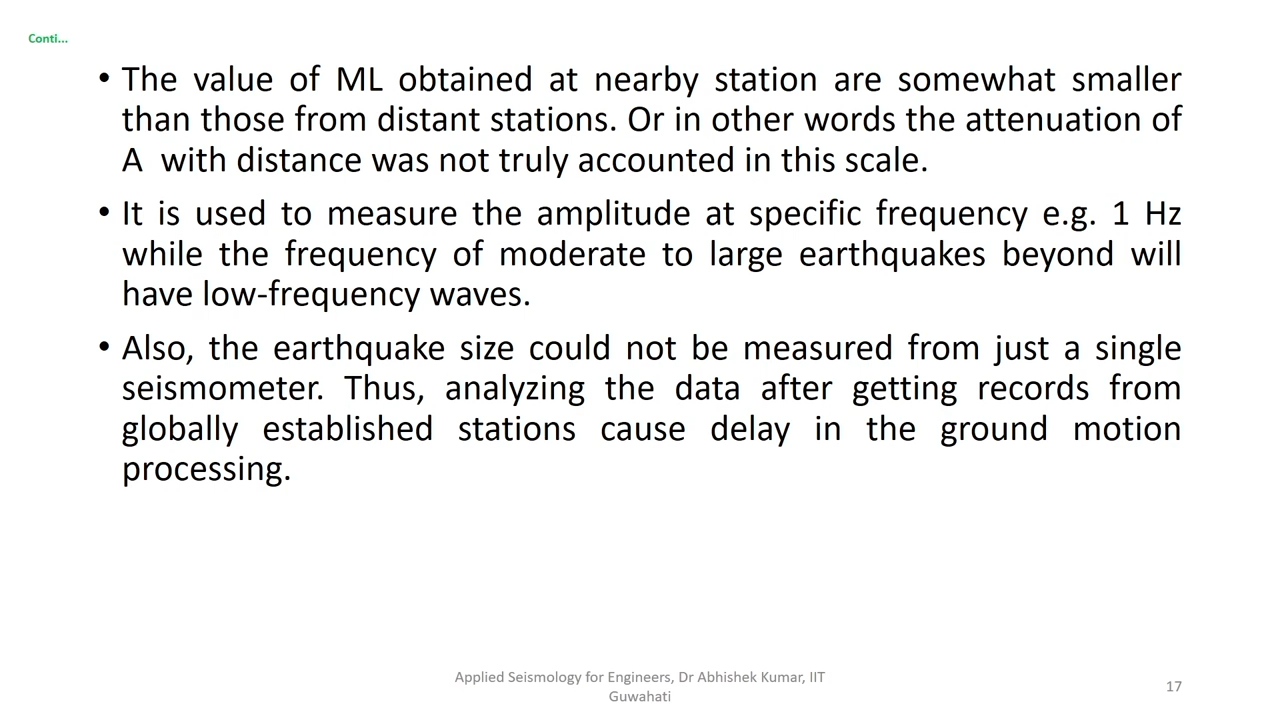 Conti...
• The value of ML obtained at nearby station are somewhat smaller
than those from distant stations. Or in other words the attenuation of
A with distance was not truly accounted in this scale.
• It is used to measure the amplitude at specific frequency e.g. 1 Hz
while the frequency of moderate to large earthquakes beyond will
have low-frequency waves.
• Also, the earthquake size could not be measured from just a single
seismometer. Thus, analyzing the data after getting records from
globally established stations cause delay in the ground motion
processing.
Applied Seismology for Engineers, Dr Abhishek Kumar, IIT
Guwahati
17